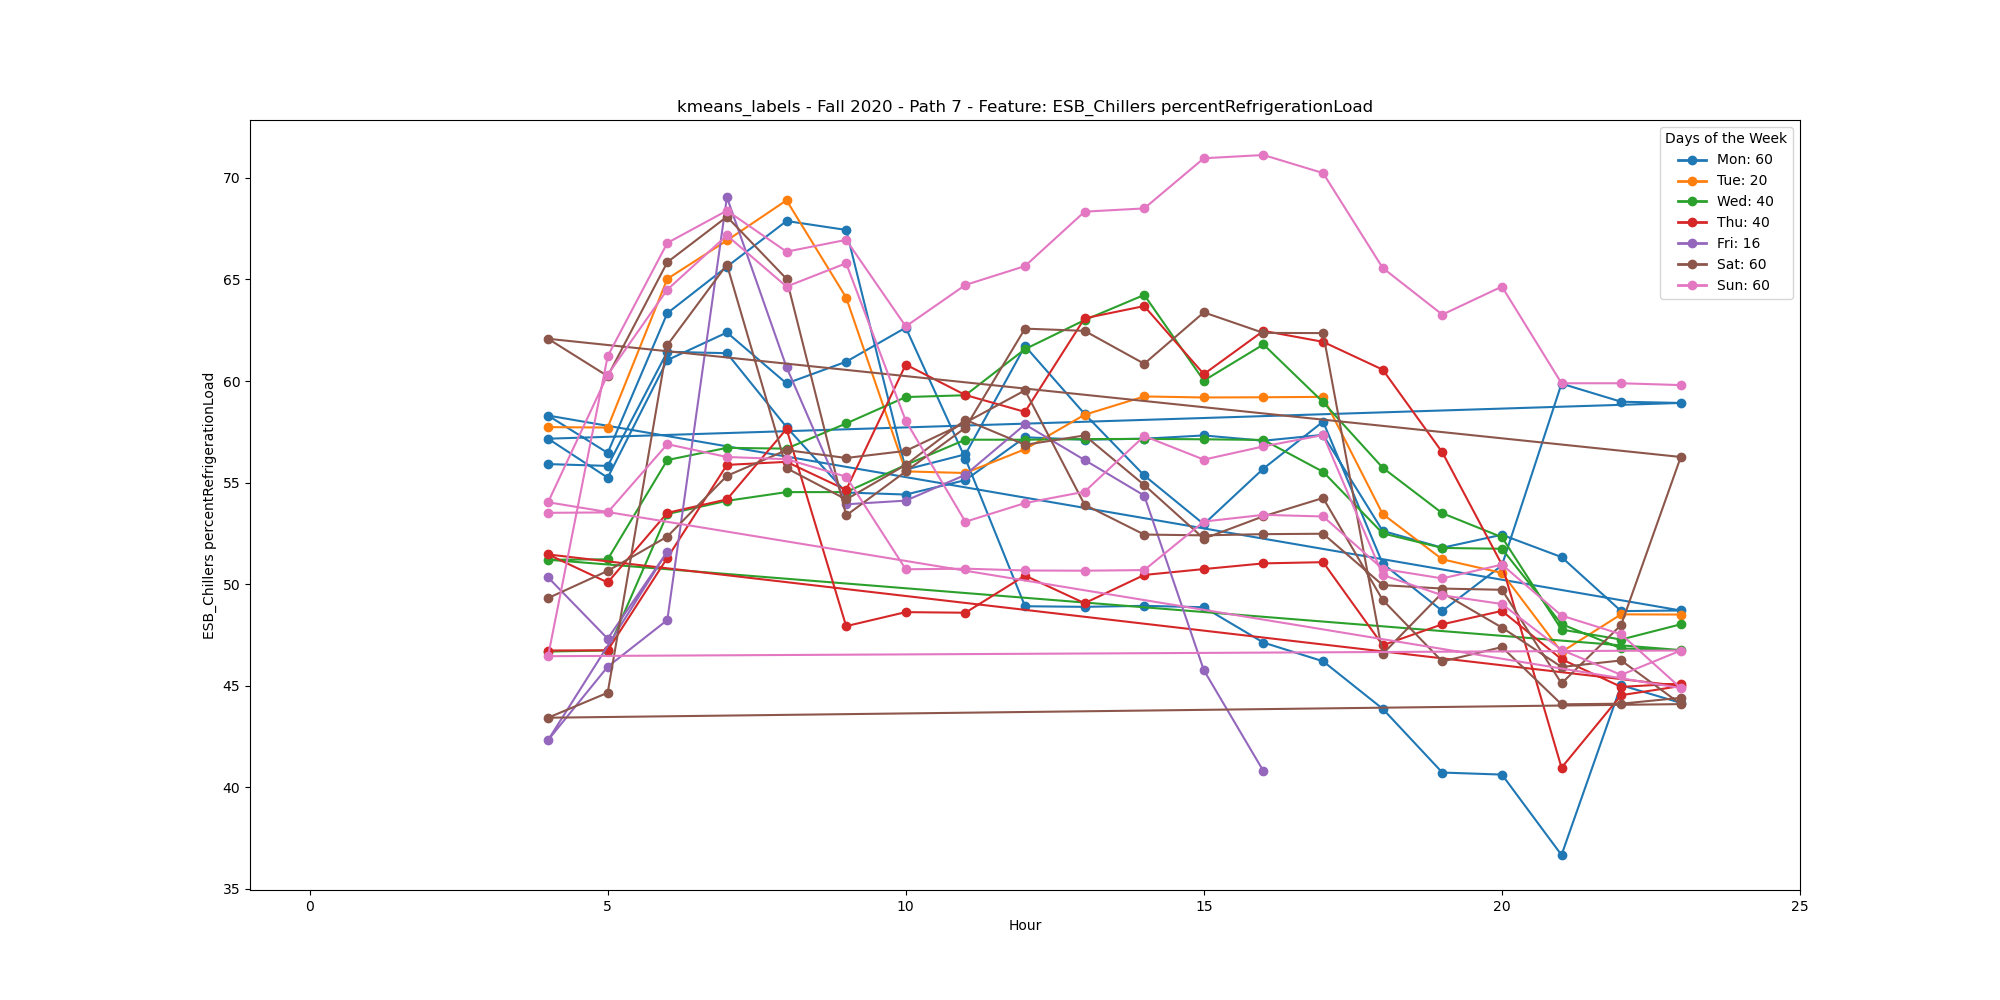 kmeans_labels - Fall 2020 - Path 7 - Feature: ESB_Chillers percentRefrigerationLoad
Days of the Week
Mon: 60
Tue: 20
Wed: 40
Thu: 40
Fri: 16
Sat: 60
Sun: 60
ESB_Chillers percentRefrigerationLoad
70
65
60
55
50
45
40
35
0 5 10 15 20 25
Hour